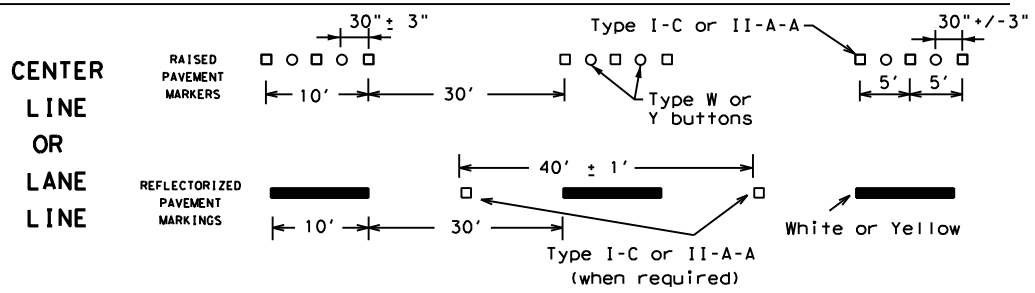 CENTER
LINE
OR
LANE
LINE
RAISED
PAVEMENT
MARKERS
30" ± 3"
10'
30'
Type I-C or II-A-A
Type W or
Y buttons
30"+/-3"
5'
5'
REFLECTORIZED
PAVEMENT
MARKINGS
10'
30'
40' ± 1'
Type I-C or II-A-A
(when required)
White or Yellow